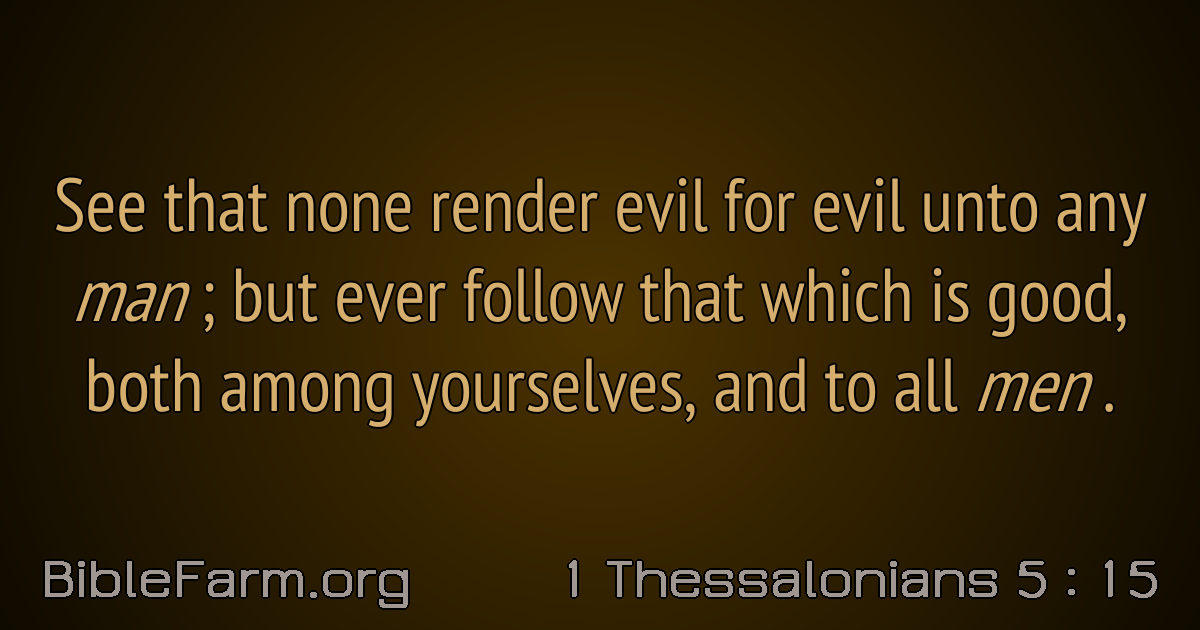 See that none render evil for evil unto any
man ; but ever follow that which is good,
both among yourselves, and to all men .
BibleFarm.org 1 Thessalonians 5 : 15